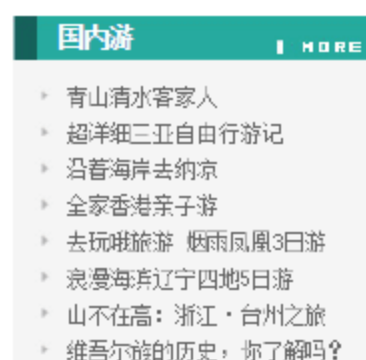 国内游
MORE
青山清水客家人
超详细三亚自由行游记
沿着海岸去纳凉
全家香港亲子游
去玩哦旅游 烟雨凤凰3日游
浪漫海滨辽宁四地5日游
山不在高：浙江·台州之旅
维吾尔族的历史，你了解吗？